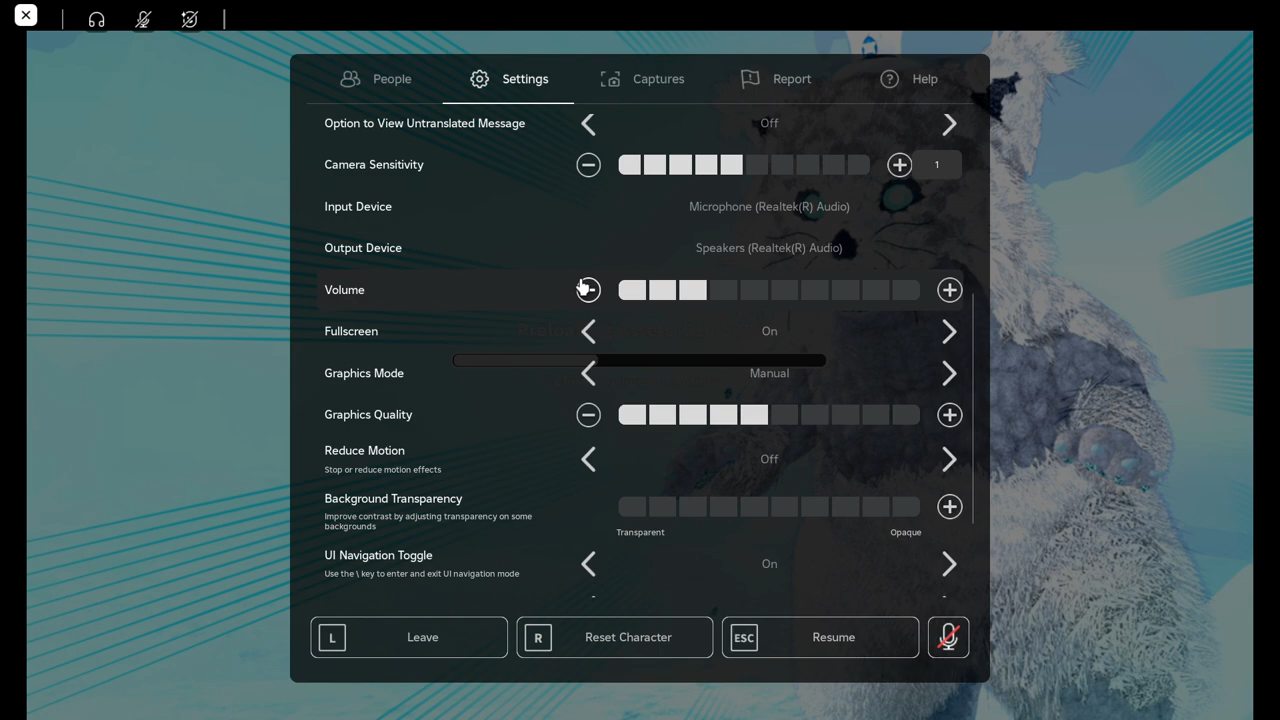 People
Settings
Captures
Report
Help
Option to View Untranslated Message
Off
Camera Sensitivity
1
Input Device
Microphone (Realtek(R) Audio)
Output Device
Speakers (Realtek(R) Audio)
Volume
Fullscreen
On
Graphics Mode
Manual
Graphics Quality
Reduce Motion
Off
Stop or reduce motion effects
Background Transparency
Improve contrast by adjusting transparency on some
backgrounds
Transparent
Opaque
UI Navigation Toggle
On
Use the \ key to enter and exit UI navigation mode
L
Leave
R
Reset Character
ESC
Resume